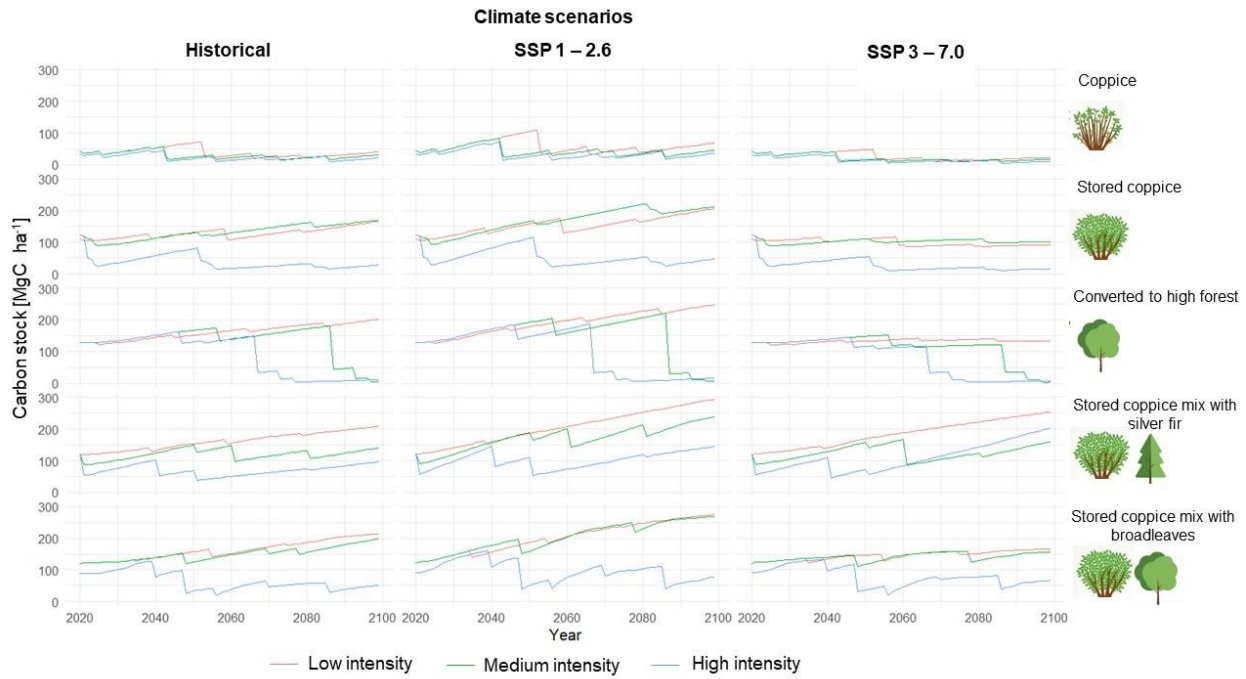 Climate scenarios
Historical
SSP 1 – 2.6
SSP 3 – 7.0
Carbon stock [MgC ha⁻¹]
300
200
100
0
Coppice
300
200
100
0
Stored coppice
300
200
100
0
Converted to high forest
300
200
100
0
Stored coppice mix with
silver fir
300
200
100
0
Stored coppice mix with
broadleaves
2020 2040 2060 2080 2100 2020 2040 2060 2080 2100 2020 2040 2060 2080 2100
Year
Low intensity Medium intensity High intensity